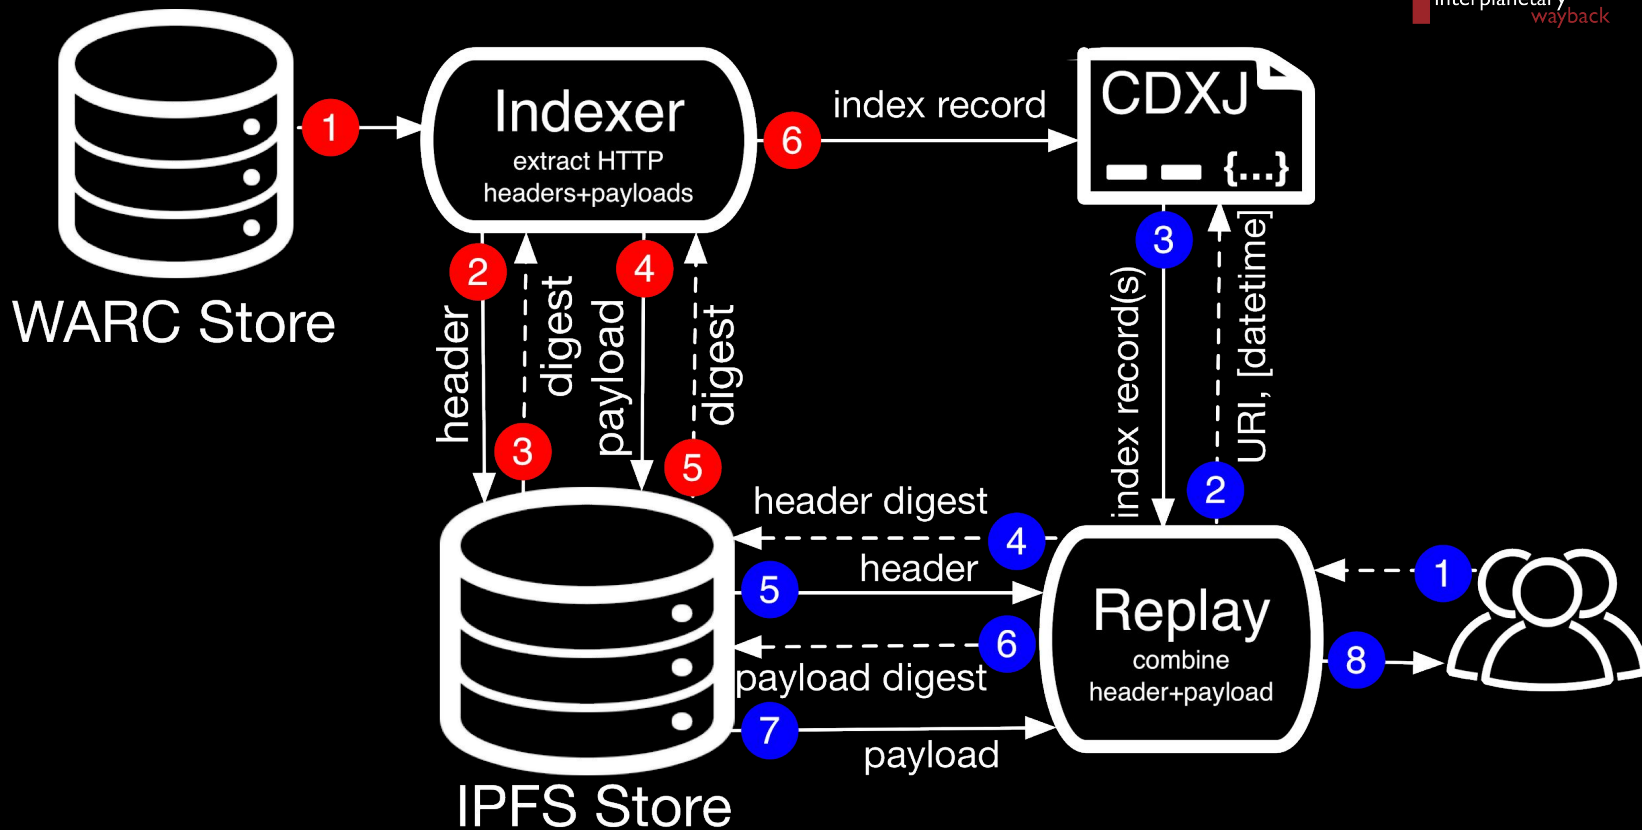 interplanetary
wayback
WARC Store
1
Indexer
extract HTTP
headers+payloads
6
index record
CDXJ
{...}
2
header
3
digest
4
payload
5
digest
3
index record(s)
2
URI, [datetime]
IPFS Store
header digest
4
5
header
6
payload digest
7
payload
Replay
combine
header+payload
1
8